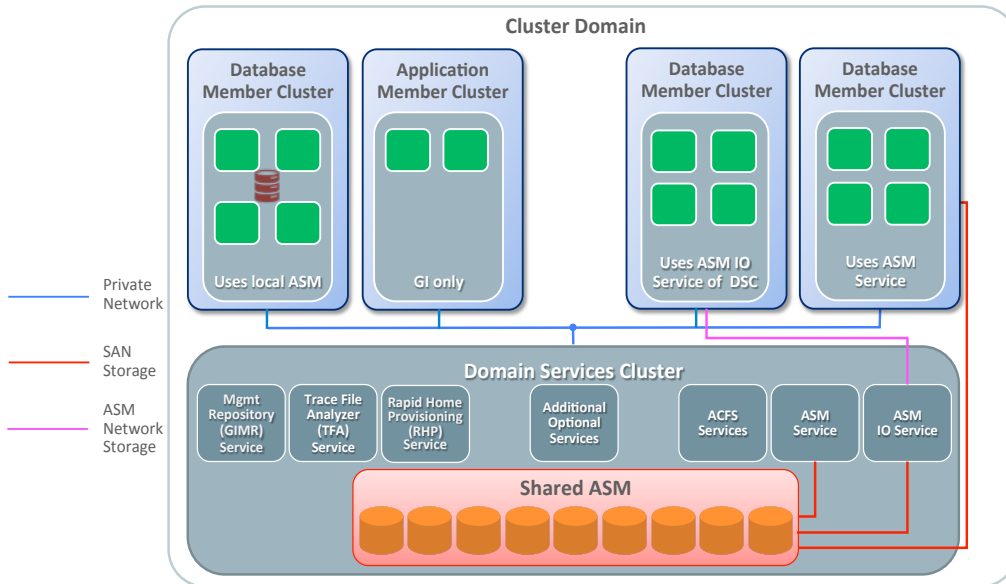 Cluster Domain
Database
Member Cluster
Uses local ASM
Application
Member Cluster
GI only
Database
Member Cluster
Uses ASM IO
Service of DSC
Database
Member Cluster
Uses ASM
Service
Private
Network
SAN
Storage
ASM
Network
Storage
Domain Services Cluster
Mgmt
Repository
(GIMR)
Service
Trace File
Analyzer
(TFA)
Service
Rapid Home
Provisioning
(RHP)
Service
Additional
Optional
Services
ACFS
Services
ASM
Service
ASM
IO Service
Shared ASM